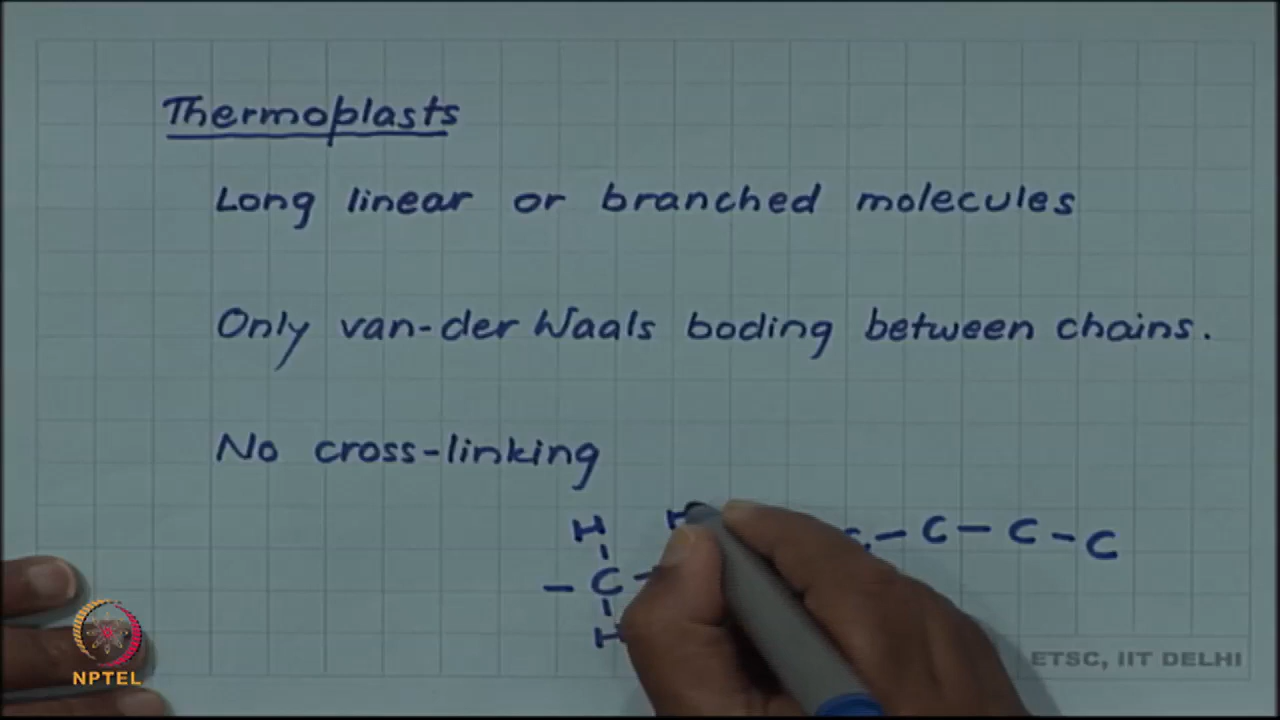 Thermoplasts
Long linear or branched molecules
Only van-der Waals boding between chains.
No cross-linking
H H
- C - C - C - C - C
H
NPTEL
ETSC, IIT DELHI